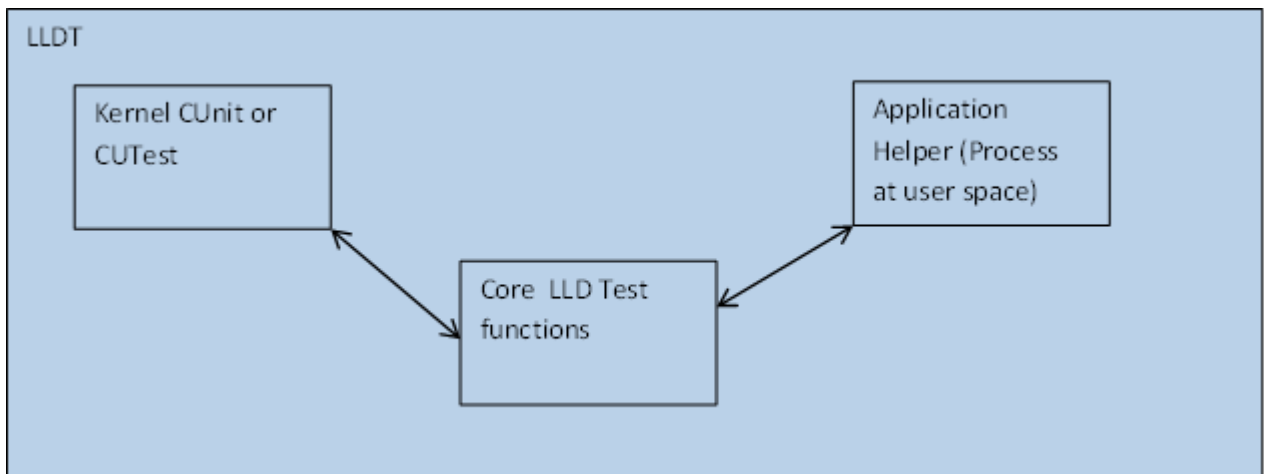 LLDT
Kernel CUnit or
CUTest
Application
Helper (Process
at user space)
Core LLD Test
functions